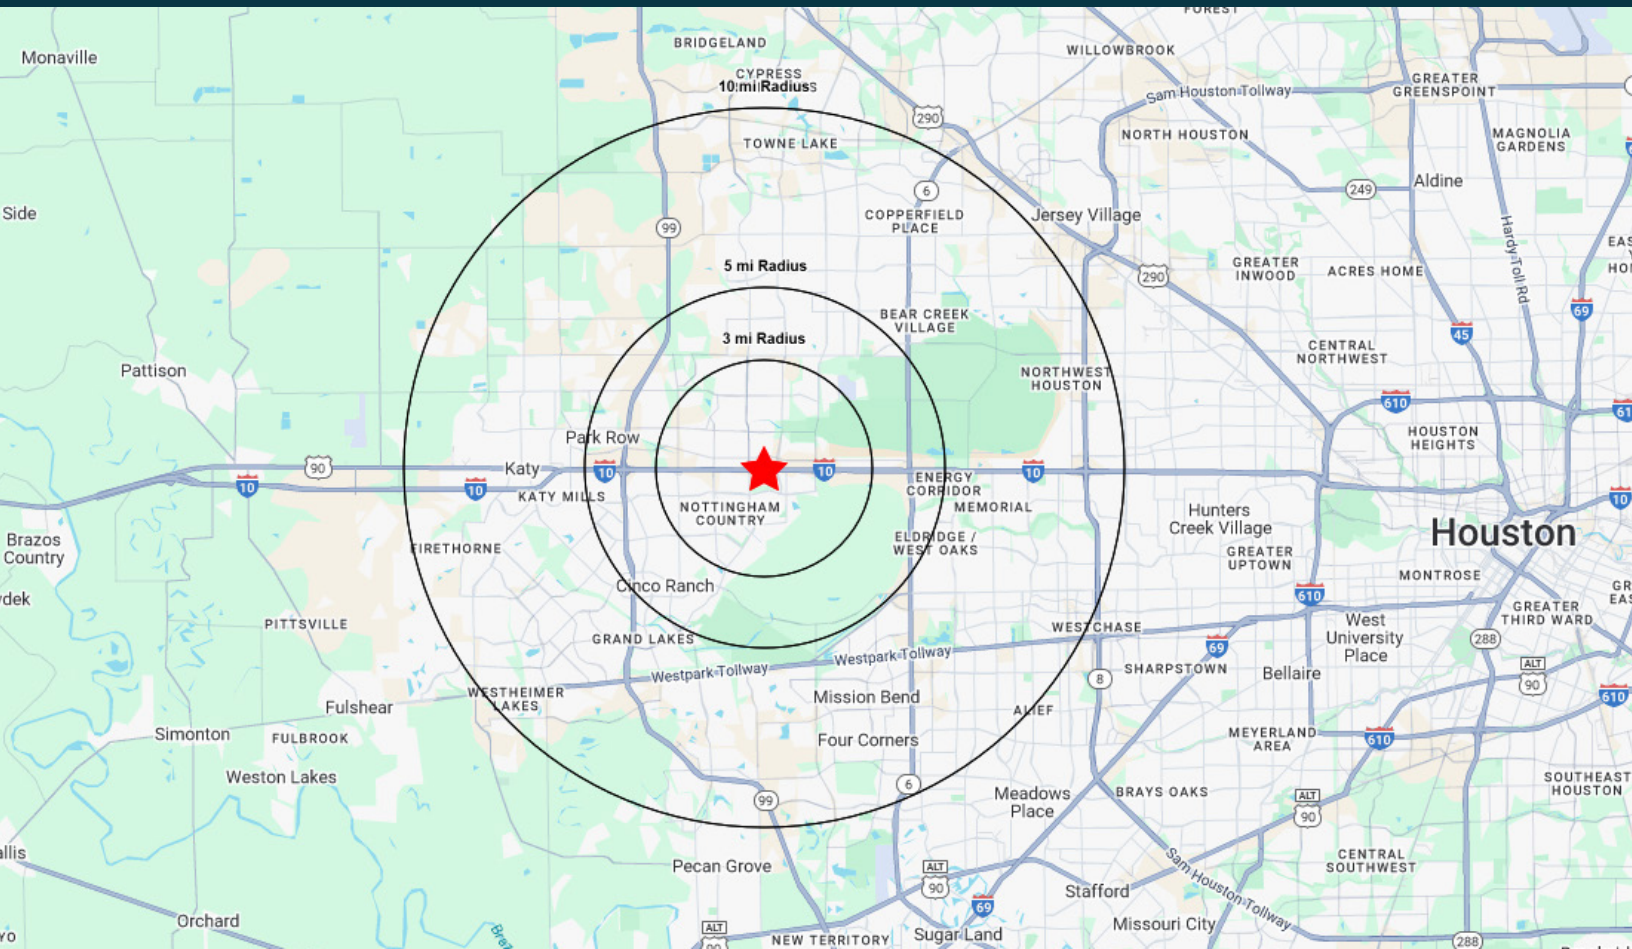 FOREST
Monaville
BRIDGELAND
WILLOWBROOK
CYPRESS
10 mi Radius
GREATER
GREENSPOINT
Sam Houston Tollway
290
NORTH HOUSTON
MAGNOLIA
GARDENS
TOWNE LAKE
6
249
Aldine
Side
COPPERFIELD
PLACE
Jersey Village
99
Hardy Toll Rd
5 mi Radius
290
GREATER
INWOOD
ACRES HOME
BEAR CREEK
VILLAGE
69
45
3 mi Radius
CENTRAL
NORTHWEST
Pattison
NORTHWEST
HOUSTON
610
61
Park Row
HOUSTON
HEIGHTS
90
Katy
10
10
10
10
10
KATY MILLS
ENERGY
CORRIDOR
MEMORIAL
10
NOTTINGHAM
COUNTRY
Hunters
Creek Village
Houston
Brazos
Country
FIRETHORNE
ELDRIDGE /
WEST OAKS
GREATER
UPTOWN
MONTROSE
Cinco Ranch
610
GREATER
THIRD WARD
PITTSVILLE
GRAND LAKES
WESTCHASE
West
University
Place
288
Westpark Tollway
Westpark Tollway
69
SHARPSTOWN
Bellaire
ALT
90
8
610
WESTHEIMER
LAKES
Mission Bend
Fulshear
ALIEF
Simonton
FULBROOK
Four Corners
MEYERLAND
AREA
610
Weston Lakes
6
SOUTHEAST
HOUSTON
99
Meadows
Place
BRAYS OAKS
ALT
90
Pecan Grove
CENTRAL
SOUTHWEST
ALT
90
Stafford
Sam Houston Tollway
69
Orchard
Missouri City
ALT
NEW TERRITORY
Sugar Land
288